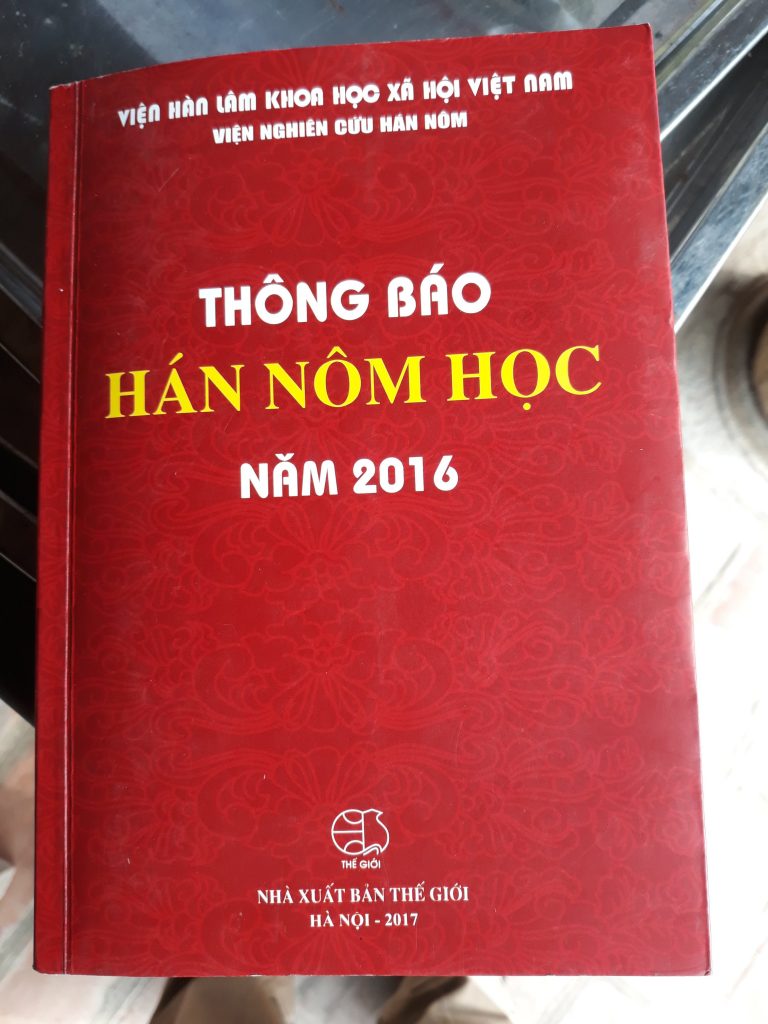 VIỆN HÀN LÂM KHOA HỌC XÃ HỘI VIỆT NAM
VIỆN NGHIÊN CỨU HÁN NÔM
THÔNG BÁO
HÁN NÔM HỌC
NĂM 2016
THẾ GIỚI
NHÀ XUẤT BẢN THẾ GIỚI
HÀ NỘI - 2017